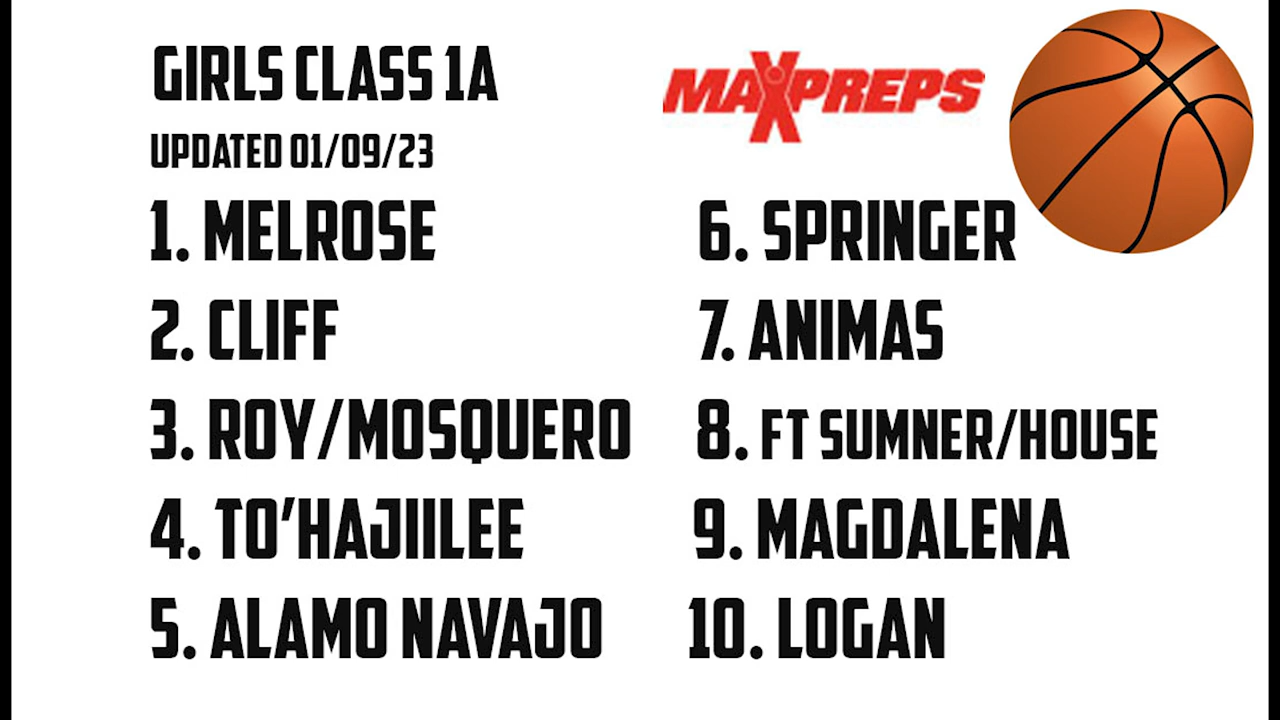 GIRLS CLASS 1A
MAXPREPS
UPDATED 01/09/23
1. MELROSE
2. CLIFF
3. ROY/MOSQUERO
4. TO'HAJIILEE
5. ALAMO NAVAJO
6. SPRINGER
7. ANIMAS
8. FT SUMNER/HOUSE
9. MAGDALENA
10. LOGAN